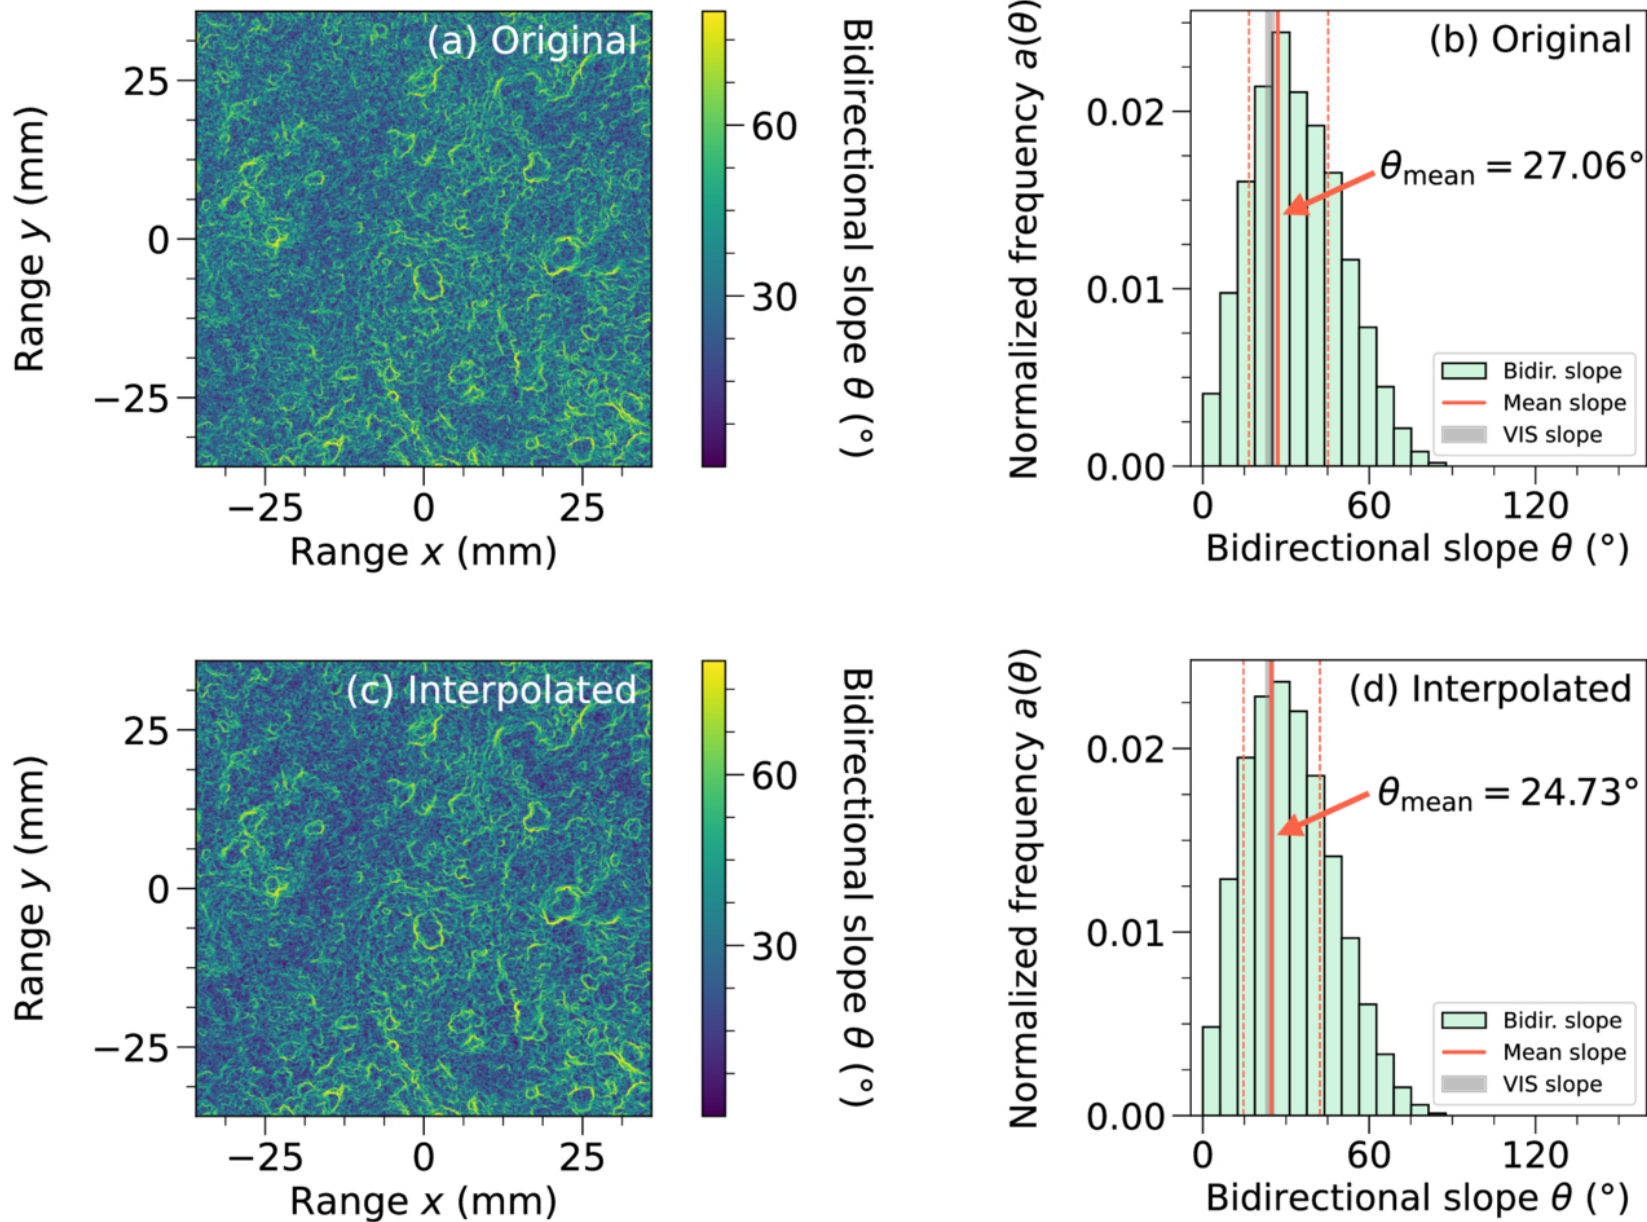 (a) Original
25
0
−25
−25
0
25
Range x (mm)
Range y (mm)
60
30
Bidirectional slope θ (°)
(b) Original
θmean = 27.06°
0.02
0.01
0.00
0
60
120
Bidirectional slope θ (°)
Normalized frequency a(θ)
Bidir. slope
Mean slope
VIS slope
(c) Interpolated
25
0
−25
−25
0
25
Range x (mm)
Range y (mm)
60
30
Bidirectional slope θ (°)
(d) Interpolated
θmean = 24.73°
0.02
0.01
0.00
0
60
120
Bidirectional slope θ (°)
Normalized frequency a(θ)
Bidir. slope
Mean slope
VIS slope